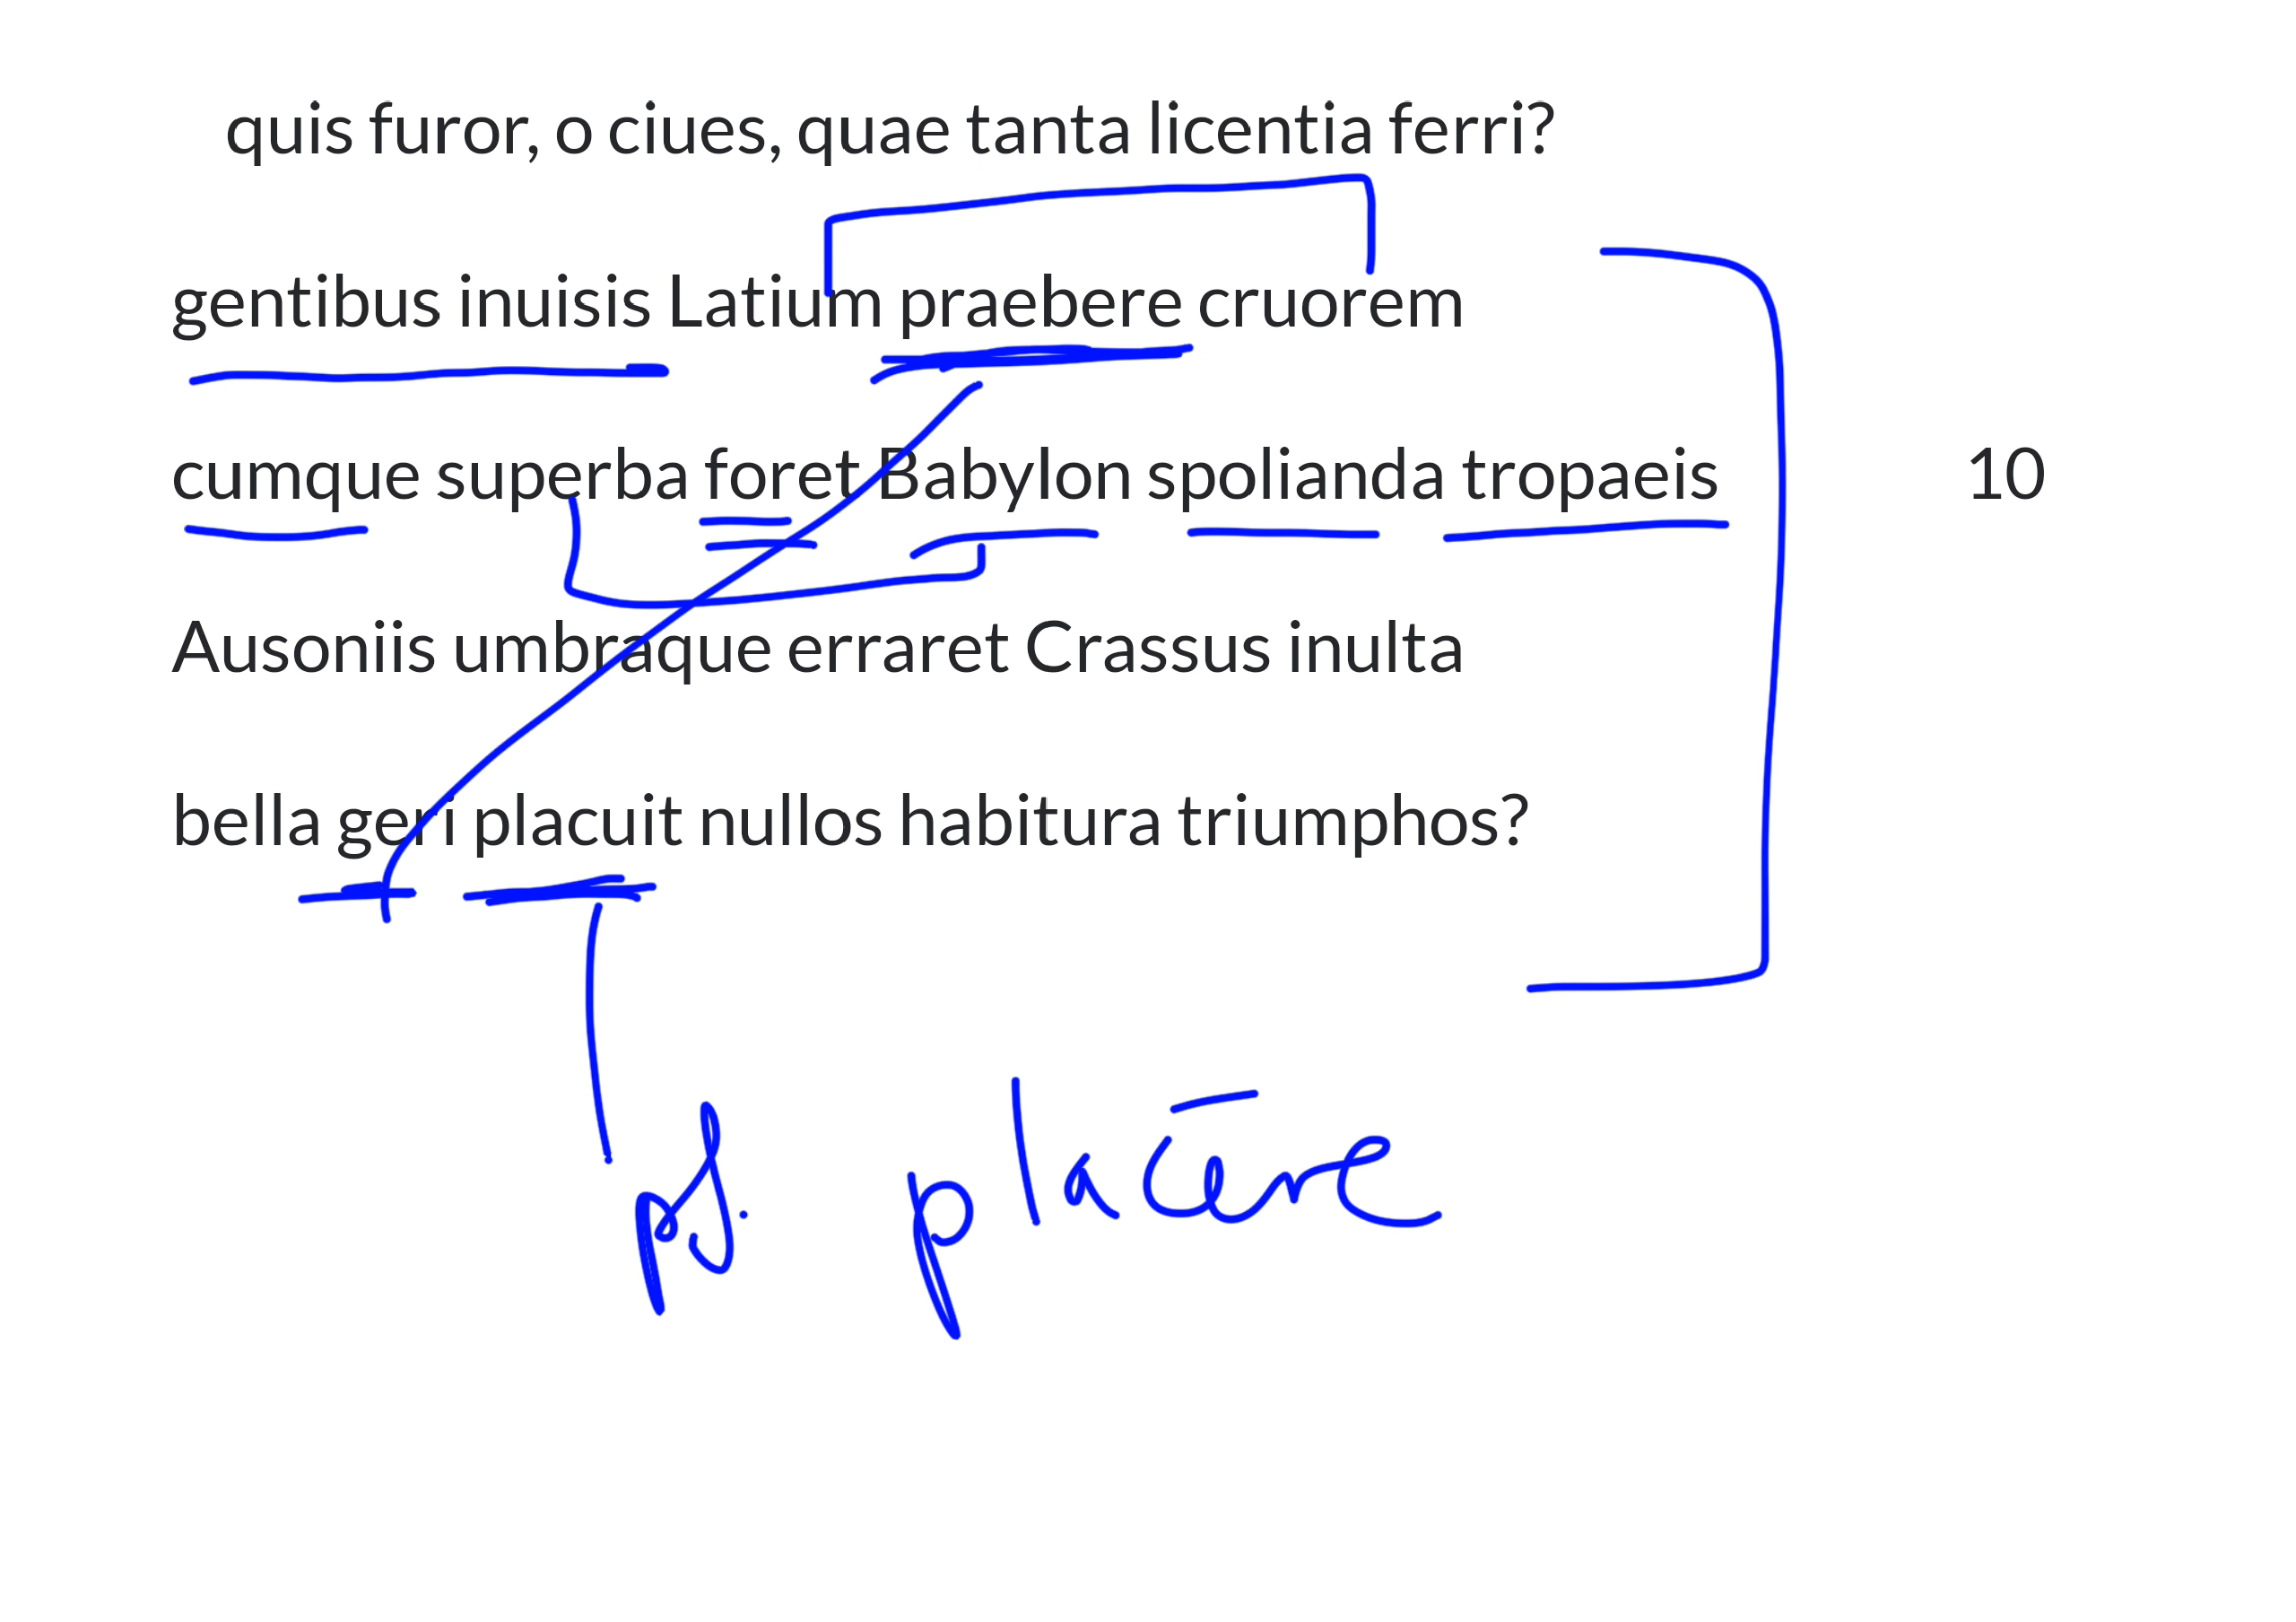 quis furor, o ciues, quae tanta licentia ferri?
gentibus inuisis Latium praebere cruorem
cumque superba foret Babylon spolianda tropaeis 10
Ausoniis umbraque erraret Crassus inulta
bella geri placuit nullos habitura triumphos?
pf. placēre